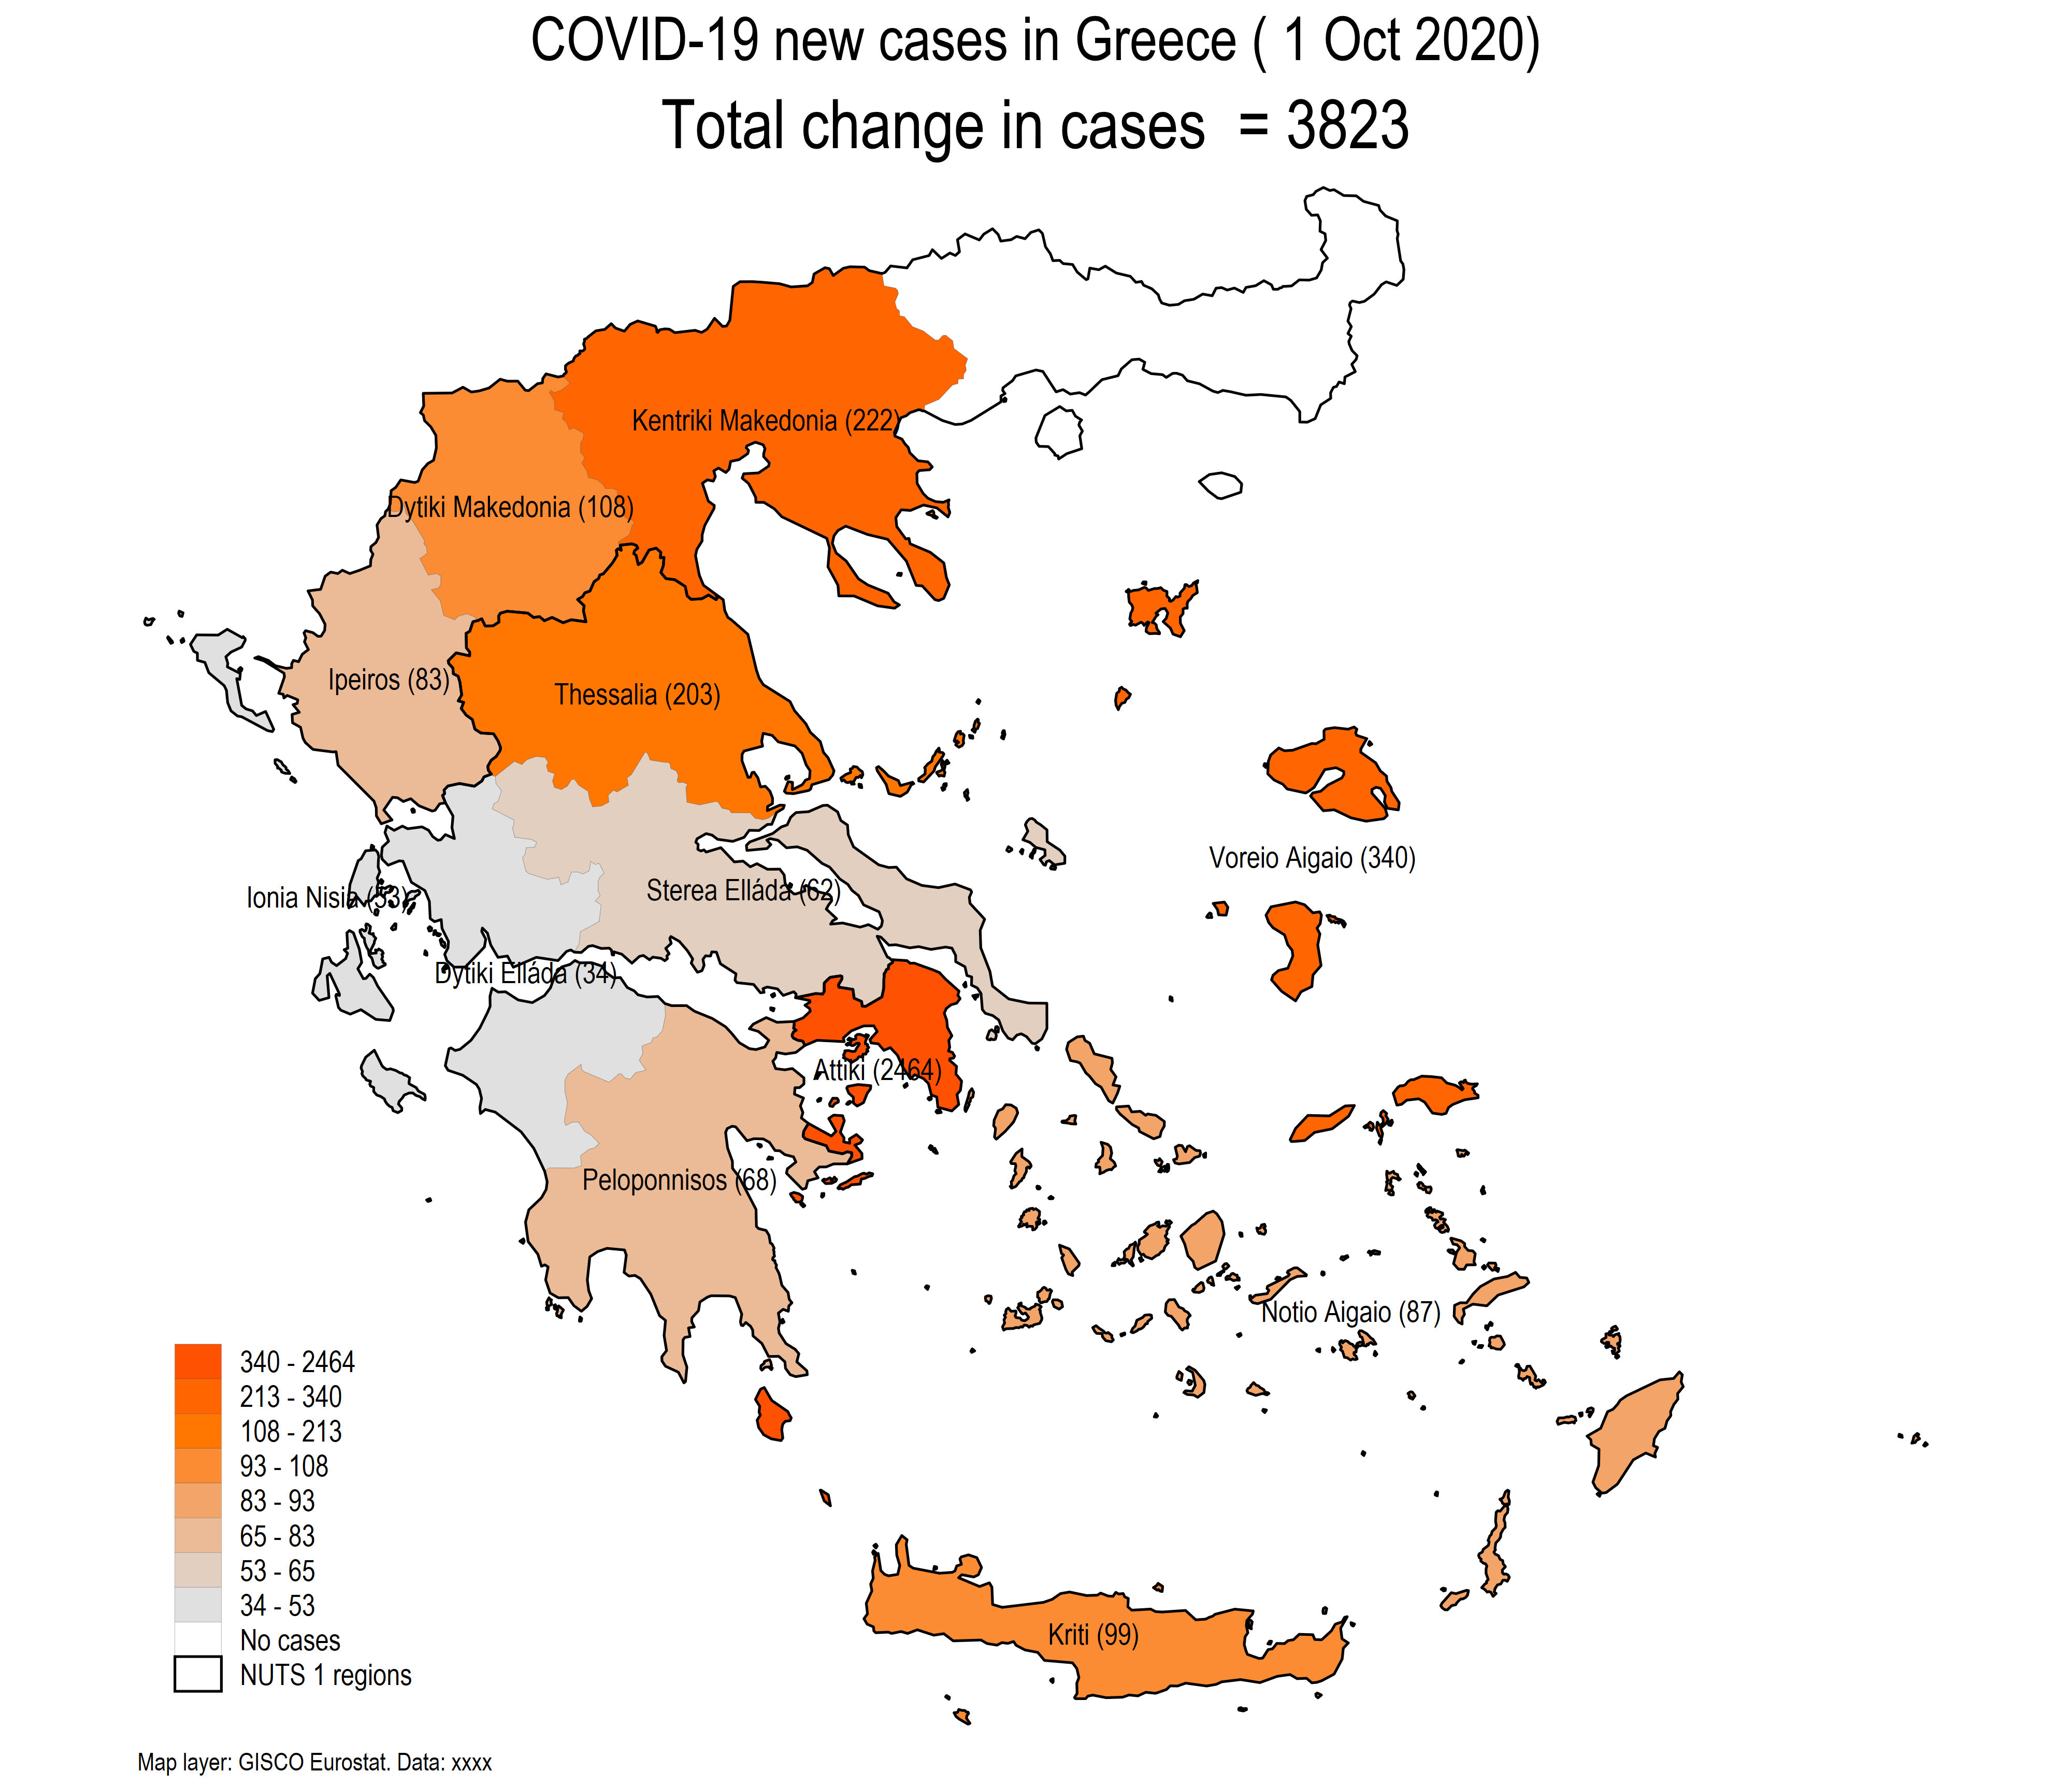 COVID-19 new cases in Greece ( 1 Oct 2020)
Total change in cases  = 3823
Kentriki Makedonia (222)
Dytiki Makedonia (108)
Ipeiros (83)
Thessalia (203)
Voreio Aigaio (340)
Sterea Elláda (62)
Ionia Nisia (53)
Dytiki Elláda (34)
Attiki (2464)
Peloponnisos (68)
Notio Aigaio (87)
Kriti (99)
340 - 2464
213 - 340
108 - 213
93 - 108
83 - 93
65 - 83
53 - 65
34 - 53
No cases
NUTS 1 regions
Map layer: GISCO Eurostat. Data: xxxx